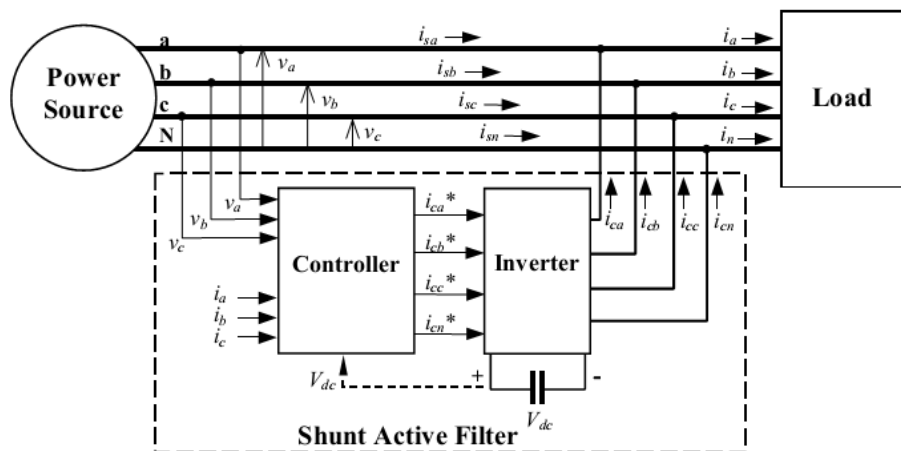 a
i_sa
i_a
Power Source
v_a
b
i_sb
i_b
v_b
c
i_sc
i_c
Load
v_c
N
i_sn
i_n
v_a
v_b
v_c
i_ca*
i_cb*
i_cc*
i_cn*
Controller
Inverter
i_ca
i_cb
i_cc
i_cn
i_a
i_b
i_c
V_dc
+
-
V_dc
Shunt Active Filter